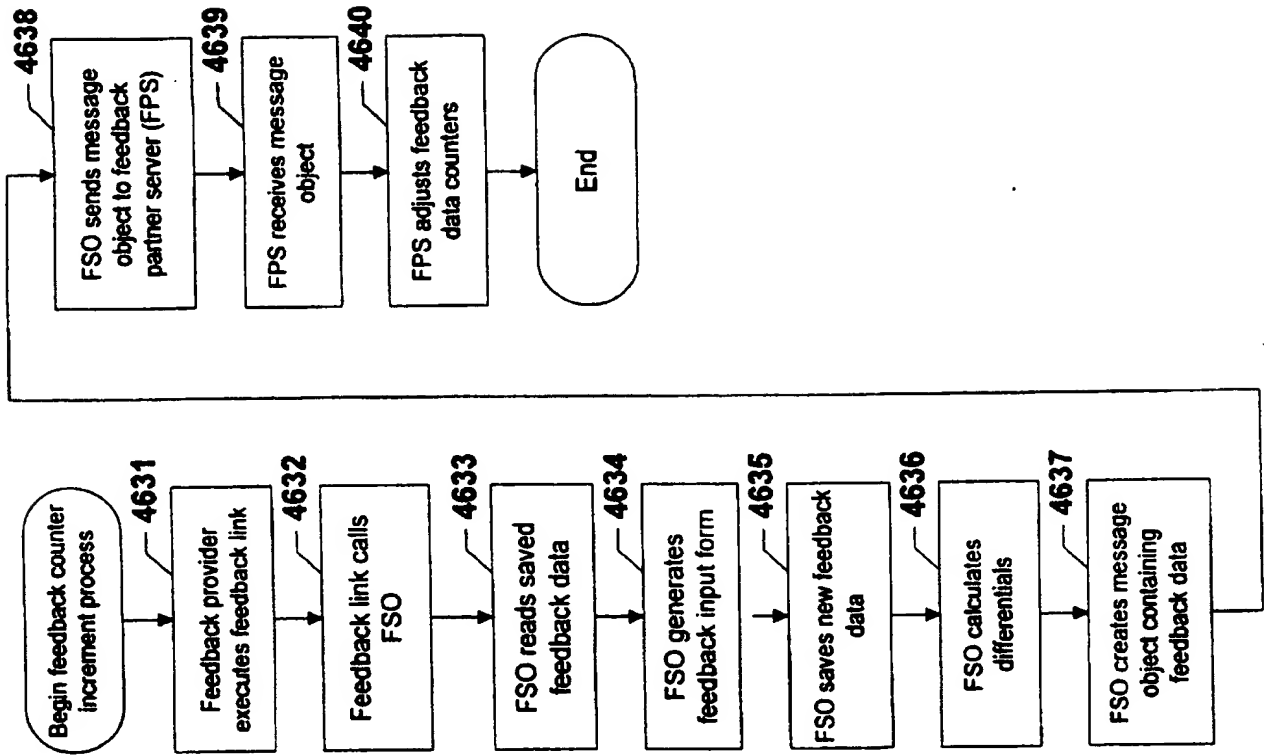 Begin feedback counter
increment process
4631
Feedback provider
executes feedback link
4632
Feedback link calls
FSO
4633
FSO reads saved
feedback data
4634
FSO generates
feedback input form
4635
FSO saves new feedback
data
4636
FSO calculates
differentials
4637
FSO creates message
object containing
feedback data
4638
FSO sends message
object to feedback
partner server (FPS)
4639
FPS receives message
object
4640
FPS adjusts feedback
data counters
End